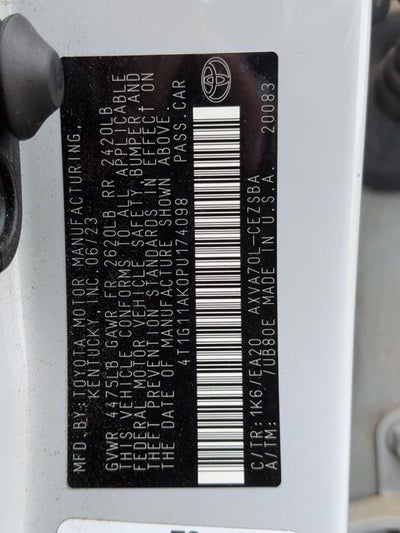 MFD.BY:TOYOTA MOTOR MANUFACTURING,
KENTUCKY, INC. 06/23
GVWR 4475LB GAWR FR 2620LB RR 2420LB
THIS VEHICLE CONFORMS TO ALL APPLICABLE
FEDERAL MOTOR VEHICLE SAFETY, BUMPER AND
THEFT PREVENTION STANDARDS IN EFFECT ON
THE DATE OF MANUFACTURE SHOWN ABOVE.
4T1G11AK0PU174098 PASS.CAR
C/TR:1K6/EA20 AXVA70L-CEZSBA
A/TM: /UB80E MADE IN U.S.A. 20083